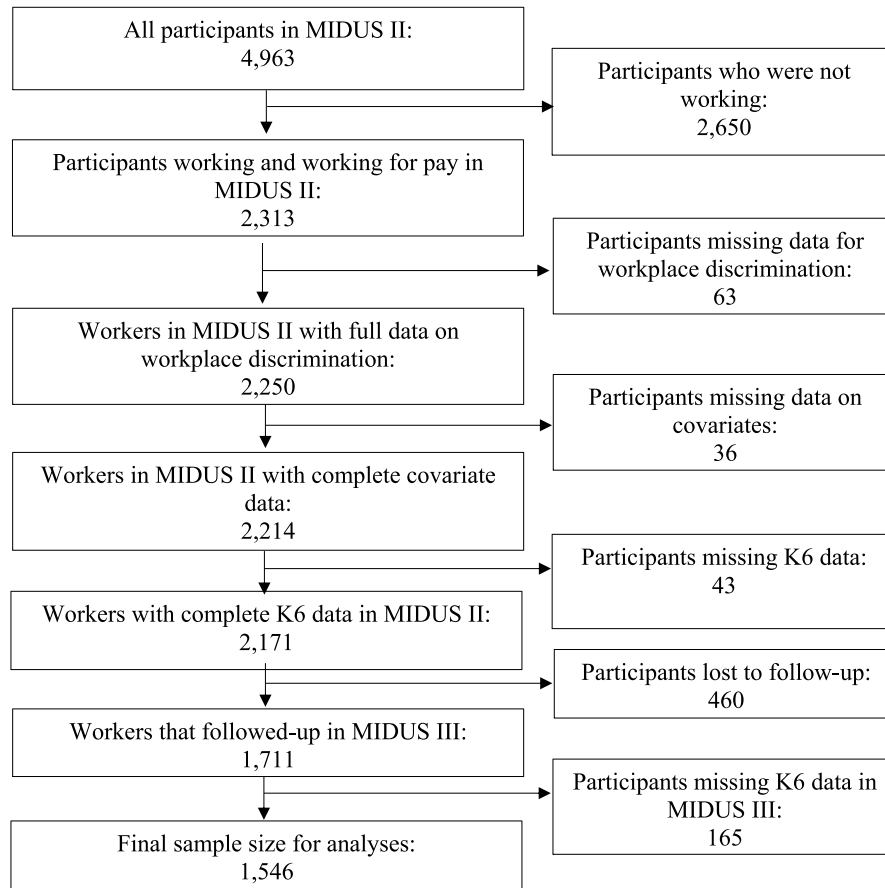 All participants in MIDUS II:
4,963
Participants who were not
working:
2,650
Participants working and working for pay in
MIDUS II:
2,313
Participants missing data for
workplace discrimination:
63
Workers in MIDUS II with full data on
workplace discrimination:
2,250
Participants missing data on
covariates:
36
Workers in MIDUS II with complete covariate
data:
2,214
Participants missing K6 data:
43
Workers with complete K6 data in MIDUS II:
2,171
Participants lost to follow-up:
460
Workers that followed-up in MIDUS III:
1,711
Participants missing K6 data in
MIDUS III:
165
Final sample size for analyses:
1,546